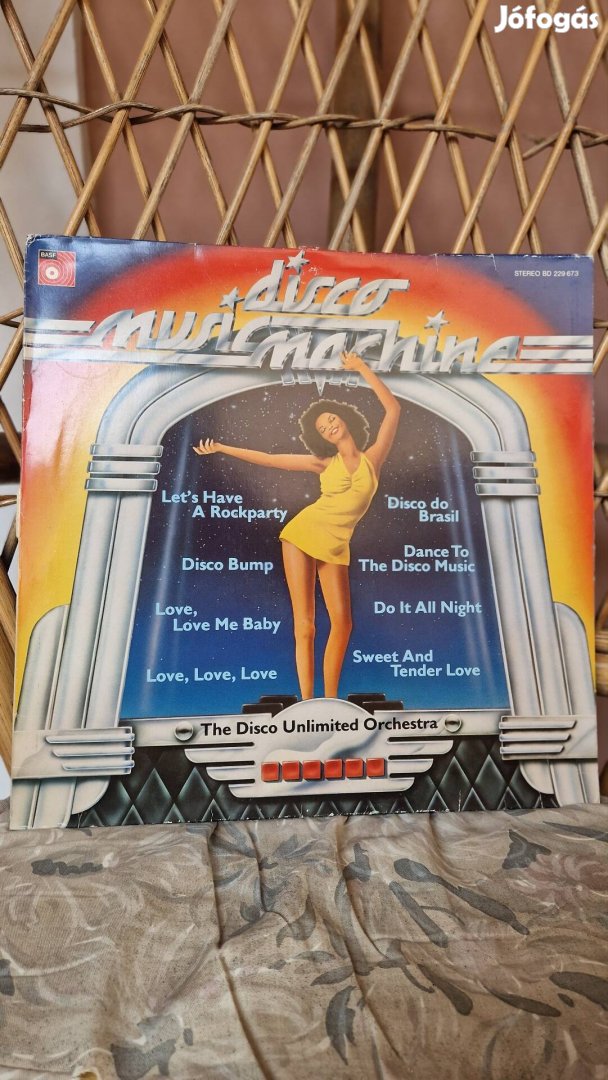 Jófogás
BASF
STEREO BD 229 673
disco
music machine
Let's Have
A Rockparty
Disco Bump
Love,
Love Me Baby
Love, Love, Love
Disco do
Brasil
Dance To
The Disco Music
Do It All Night
Sweet And
Tender Love
The Disco Unlimited Orchestra